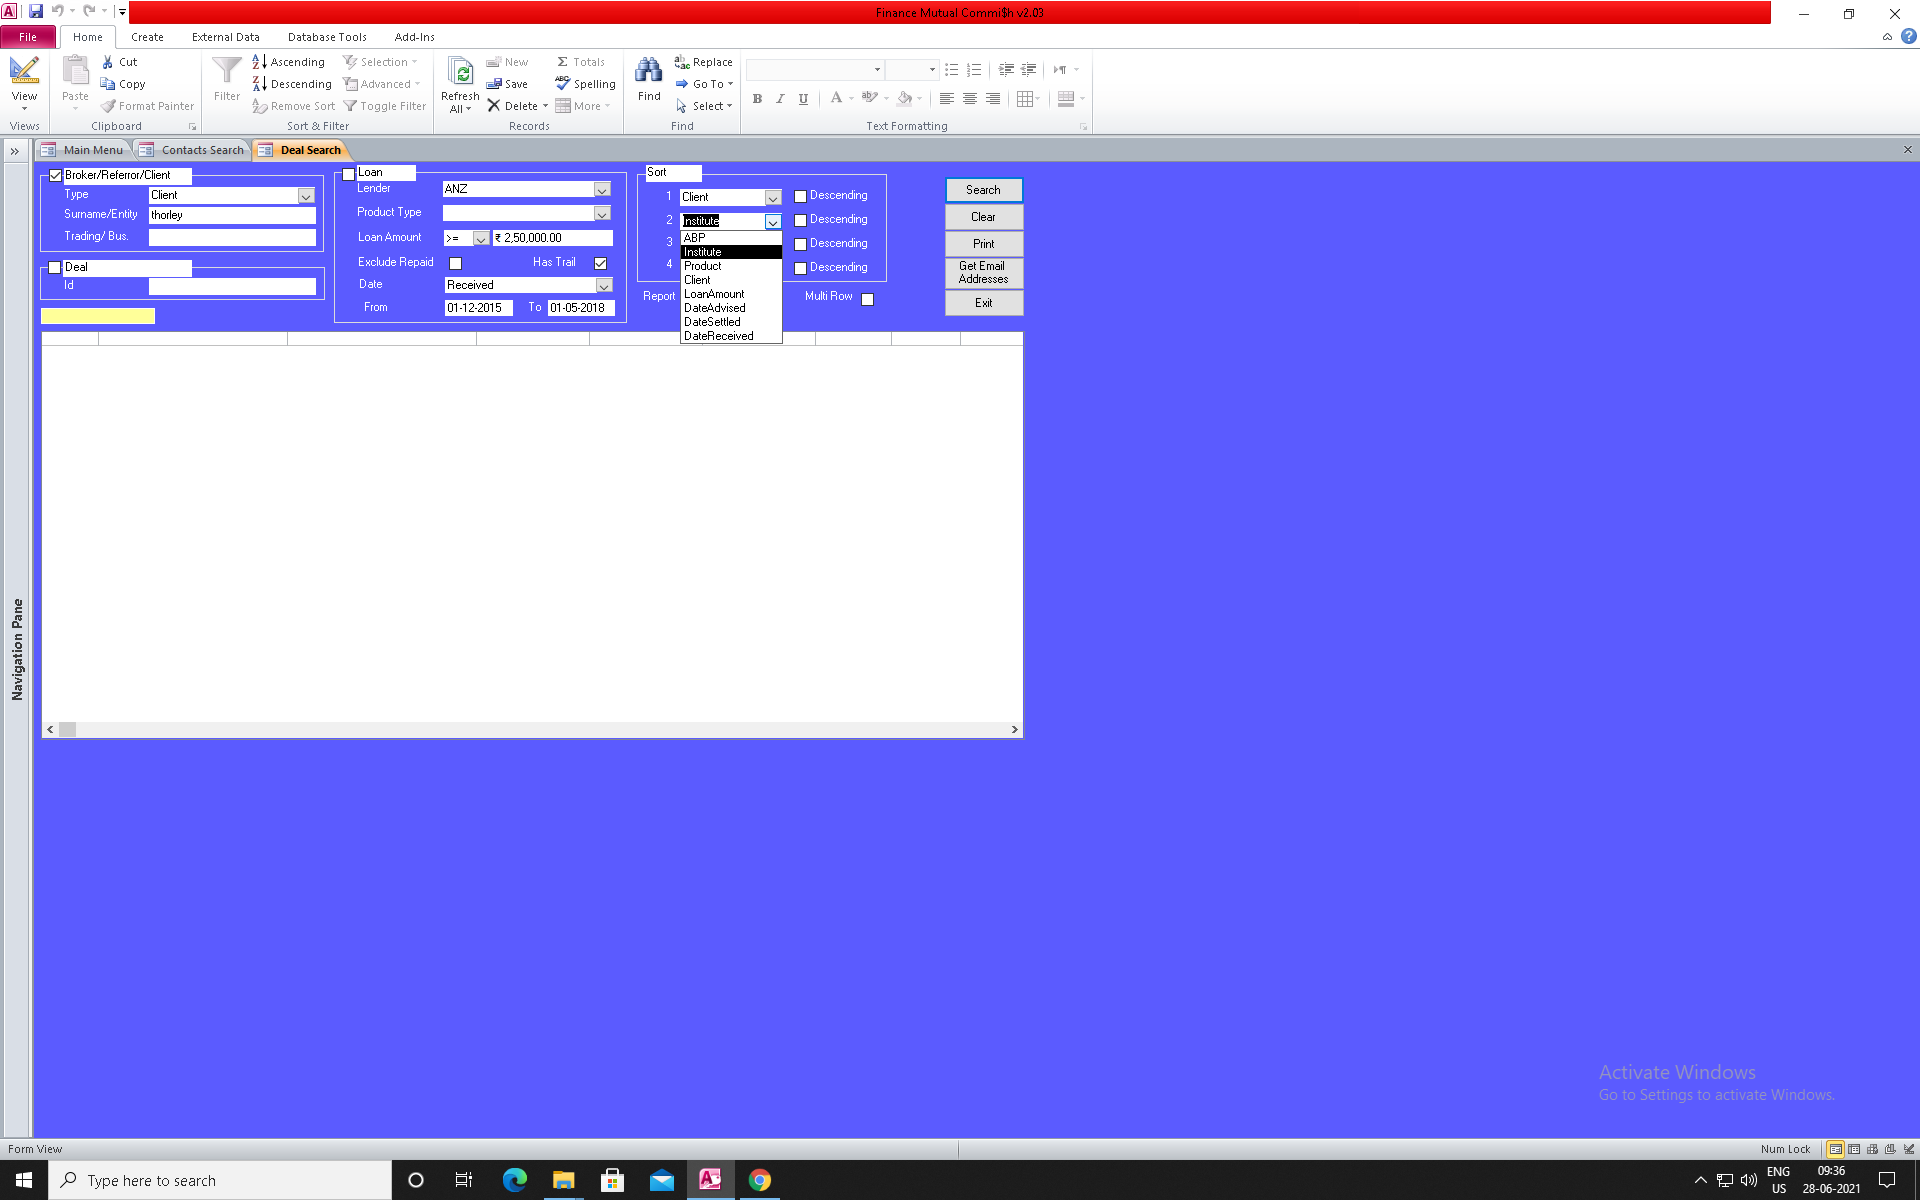 Finance Mutual Commi$h v2.03
File Home Create External Data Database Tools Add-Ins
View
Views
Paste
Cut
Copy
Format Painter
Clipboard
Filter
Ascending
Descending
Remove Sort
Selection
Advanced
Toggle Filter
Sort & Filter
Refresh All
New
Save
Delete
Totals
Spelling
More
Records
Find
Replace
Go To
Select
Find
B I U A
Text Formatting
Main Menu Contacts Search Deal Search
Navigation Pane
Broker/Referror/Client
Type Client
Surname/Entity thorley
Trading/ Bus.
Deal
Id
Loan
Lender ANZ
Product Type
Loan Amount >= ₹ 2,50,000.00
Exclude Repaid Has Trail
Date Received
From 01-12-2015 To 01-05-2018
Sort
1 Client Descending
2 Institute Descending
3 Descending
4 Descending
ABP
Institute
Product
Client
LoanAmount
DateAdvised
DateSettled
DateReceived
Report Multi Row
Search
Clear
Print
Get Email
Addresses
Exit
Activate Windows
Go to Settings to activate Windows.
Form View Num Lock
Type here to search
ENG
US
09:36
28-06-2021